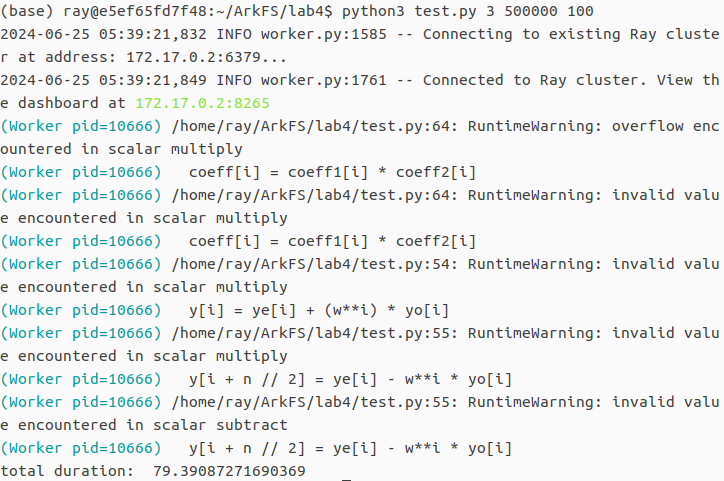 (base) ray@e5ef65fd7f48:~/ArkFS/lab4$ python3 test.py 3 500000 100
2024-06-25 05:39:21,832 INFO worker.py:1585 -- Connecting to existing Ray cluste
r at address: 172.17.0.2:6379...
2024-06-25 05:39:21,849 INFO worker.py:1761 -- Connected to Ray cluster. View th
e dashboard at 172.17.0.2:8265
(Worker pid=10666) /home/ray/ArkFS/lab4/test.py:64: RuntimeWarning: overflow enc
ountered in scalar multiply
(Worker pid=10666)   coeff[i] = coeff1[i] * coeff2[i]
(Worker pid=10666) /home/ray/ArkFS/lab4/test.py:64: RuntimeWarning: invalid valu
e encountered in scalar multiply
(Worker pid=10666)   coeff[i] = coeff1[i] * coeff2[i]
(Worker pid=10666) /home/ray/ArkFS/lab4/test.py:54: RuntimeWarning: invalid valu
e encountered in scalar multiply
(Worker pid=10666)   y[i] = ye[i] + (w**i) * yo[i]
(Worker pid=10666) /home/ray/ArkFS/lab4/test.py:55: RuntimeWarning: invalid valu
e encountered in scalar multiply
(Worker pid=10666)   y[i + n // 2] = ye[i] - w**i * yo[i]
(Worker pid=10666) /home/ray/ArkFS/lab4/test.py:55: RuntimeWarning: invalid valu
e encountered in scalar subtract
(Worker pid=10666)   y[i + n // 2] = ye[i] - w**i * yo[i]
total duration:  79.39087271690369